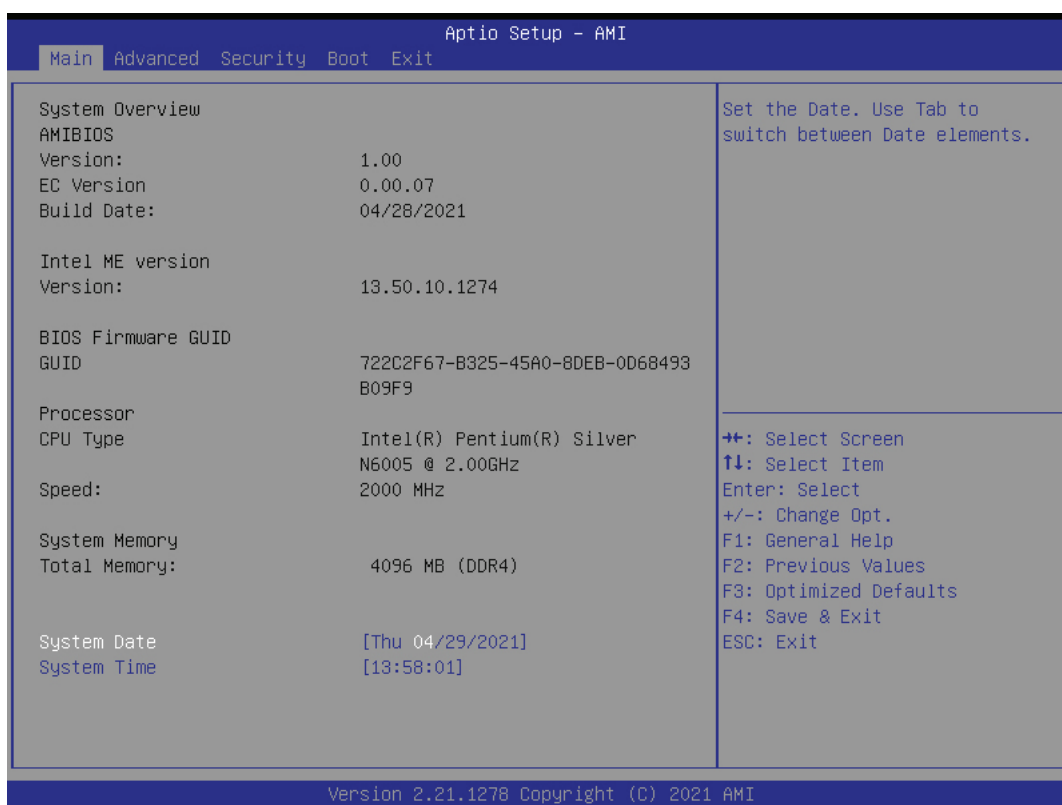 Aptio Setup - AMI
Main Advanced Security Boot Exit
System Overview
AMIBIOS
Version: 1.00
EC Version 0.00.07
Build Date: 04/28/2021
Intel ME version
Version: 13.50.10.1274
BIOS Firmware GUID
GUID 722C2F67-B325-45A0-8DEB-0D68493
B09F9
Processor
CPU Type Intel(R) Pentium(R) Silver
N6005 @ 2.00GHz
Speed: 2000 MHz
System Memory
Total Memory: 4096 MB (DDR4)
System Date [Thu 04/29/2021]
System Time [13:58:01]
Set the Date. Use Tab to
switch between Date elements.
→←: Select Screen
↑↓: Select Item
Enter: Select
+/-: Change Opt.
F1: General Help
F2: Previous Values
F3: Optimized Defaults
F4: Save & Exit
ESC: Exit
Version 2.21.1278 Copyright (C) 2021 AMI